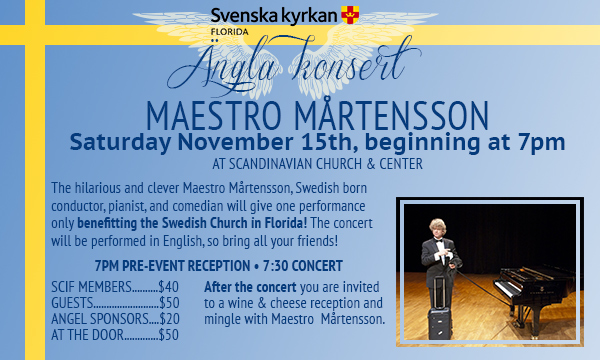 Svenska kyrkan
FLORIDA
Ängla konsert
MAESTRO MÅRTENSSON
Saturday November 15th, beginning at 7pm
AT SCANDINAVIAN CHURCH & CENTER
The hilarious and clever Maestro Mårtensson, Swedish born
conductor, pianist, and comedian will give one performance
only benefitting the Swedish Church in Florida! The concert
will be performed in English, so bring all your friends!
7PM PRE-EVENT RECEPTION • 7:30 CONCERT
SCIF MEMBERS..........$40
GUESTS.........................$50
ANGEL SPONSORS....$20
AT THE DOOR.............$50
After the concert you are invited
to a wine & cheese reception and
mingle with Maestro Mårtensson.